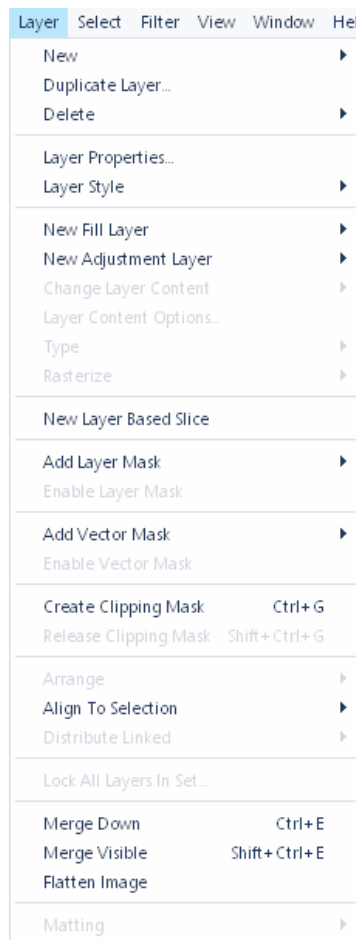 Layer Select Filter View Window Hel
New
Duplicate Layer...
Delete
Layer Properties...
Layer Style
New Fill Layer
New Adjustment Layer
Change Layer Content
Layer Content Options...
Type
Rasterize
New Layer Based Slice
Add Layer Mask
Enable Layer Mask
Add Vector Mask
Enable Vector Mask
Create Clipping Mask Ctrl+G
Release Clipping Mask Shift+Ctrl+G
Arrange
Align To Selection
Distribute Linked
Lock All Layers In Set...
Merge Down Ctrl+E
Merge Visible Shift+Ctrl+E
Flatten Image
Matting